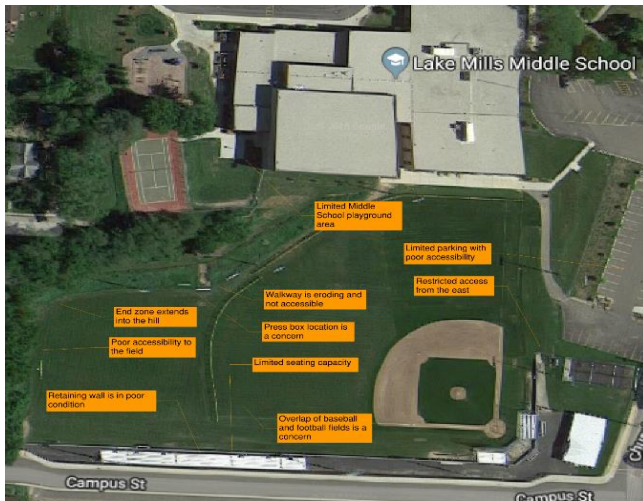 Lake Mills Middle School
Limited Middle
School playground
area
Limited parking with
poor accessibility
Restricted access
from the east
Walkway is eroding and
not accessible
End zone extends
into the hill
Press box location is
a concern
Poor accessibility to
the field
Limited seating capacity
Retaining wall is in poor
condition
Overlap of baseball
and football fields is a
concern
Campus St
Campus St